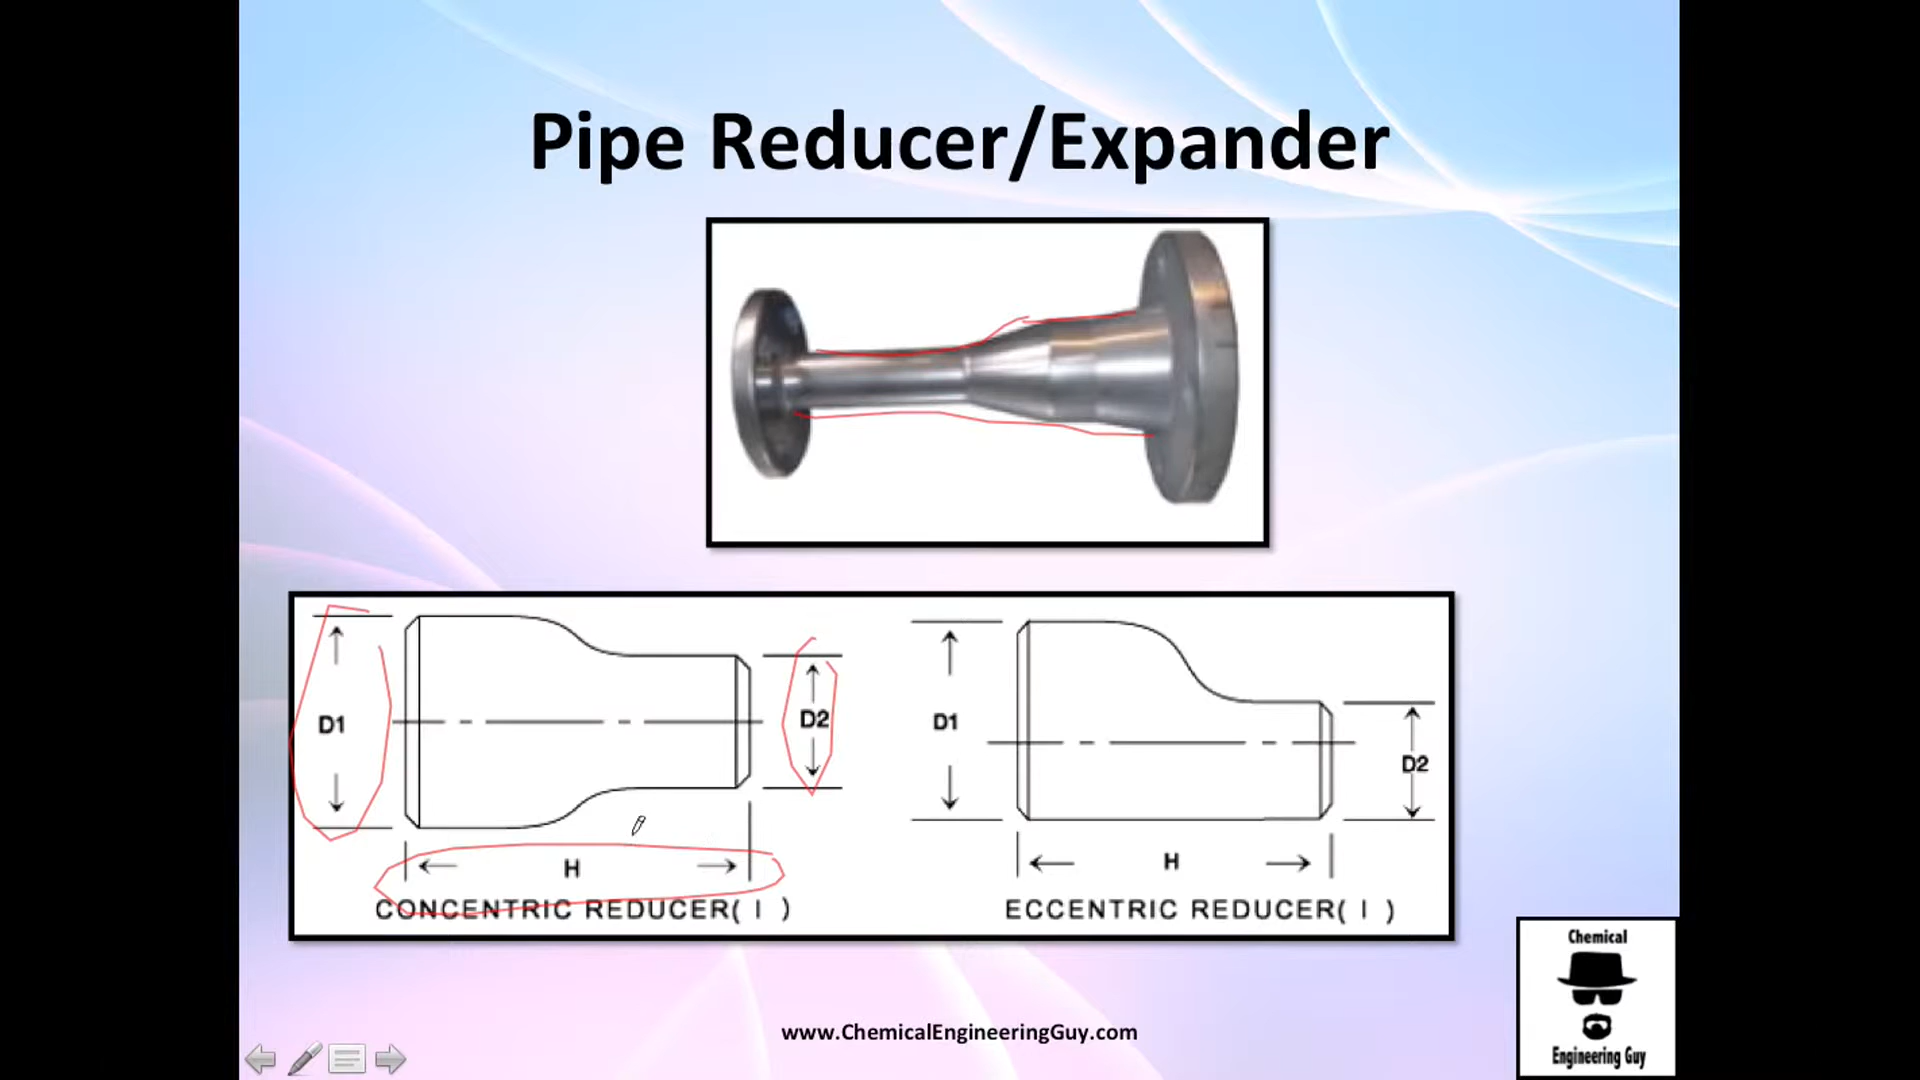 Pipe Reducer/Expander
D1
D2
H
CONCENTRIC REDUCER( I )
D1
D2
H
ECCENTRIC REDUCER( I )
www.ChemicalEngineeringGuy.com
Chemical
Engineering Guy